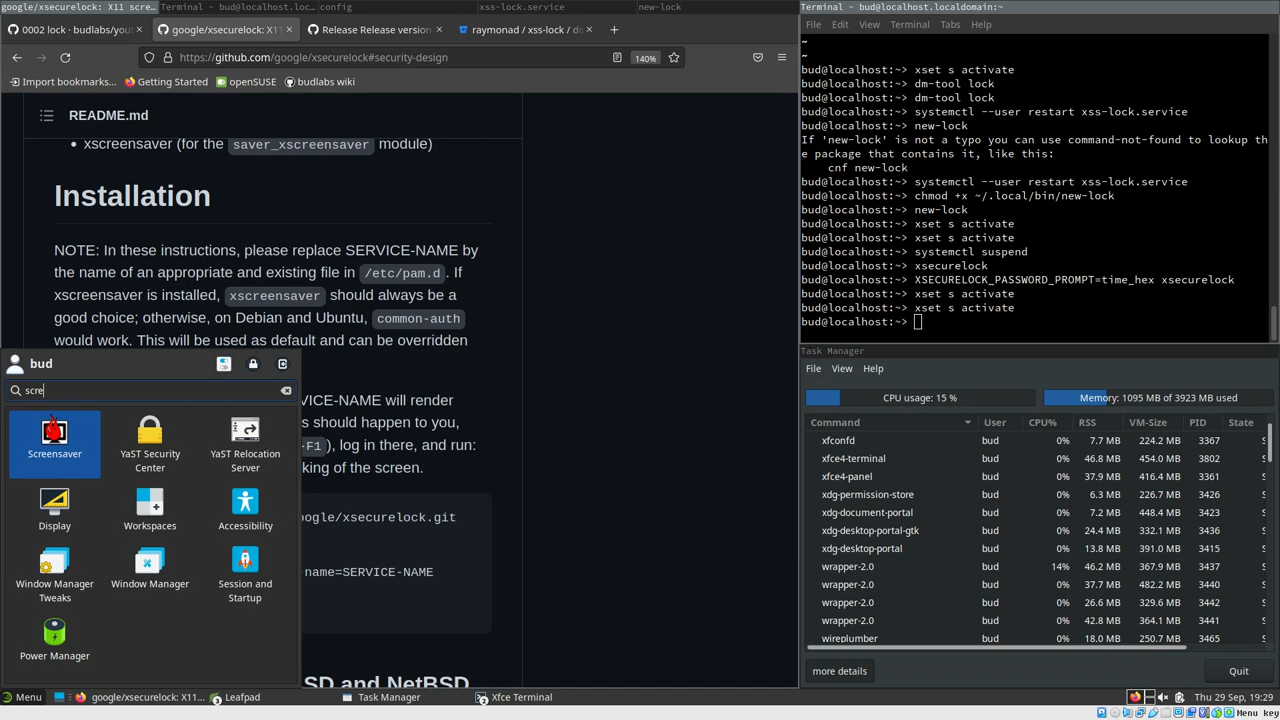 google/xsecurelock: X11 scre...
Terminal - bud@localhost.loc...
config
xss-lock.service
new-lock
Terminal - bud@localhost.localdomain:~
0002 lock · budlabs/you
google/xsecurelock: X11
Release Release version
raymonad / xss-lock / do
File Edit View Terminal Tabs Help
https://github.com/google/xsecurelock#security-design
140%
Import bookmarks...
Getting Started
openSUSE
budlabs wiki
README.md
xscreensaver (for the saver_xscreensaver module)
Installation
NOTE: In these instructions, please replace SERVICE-NAME by
the name of an appropriate and existing file in /etc/pam.d. If
xscreensaver is installed, xscreensaver should always be a
good choice; otherwise, on Debian and Ubuntu, common-auth
would work. This will be used as default and can be overridden
VICE-NAME will render
s should happen to you,
-F1), log in there, and run:
king of the screen.
ogle/xsecurelock.git
-name=SERVICE-NAME
SD and NetBSD
~
~
bud@localhost:~> xset s activate
bud@localhost:~> dm-tool lock
bud@localhost:~> dm-tool lock
bud@localhost:~> systemctl --user restart xss-lock.service
bud@localhost:~> new-lock
If 'new-lock' is not a typo you can use command-not-found to lookup th
e package that contains it, like this:
cnf new-lock
bud@localhost:~> systemctl --user restart xss-lock.service
bud@localhost:~> chmod +x ~/.local/bin/new-lock
bud@localhost:~> new-lock
bud@localhost:~> xset s activate
bud@localhost:~> xset s activate
bud@localhost:~> systemctl suspend
bud@localhost:~> xsecurelock
bud@localhost:~> XSECURELOCK_PASSWORD_PROMPT=time_hex xsecurelock
bud@localhost:~> xset s activate
bud@localhost:~> xset s activate
bud@localhost:~>
bud
scre
Screensaver
YaST Security Center
YaST Relocation Server
Display
Workspaces
Accessibility
Window Manager Tweaks
Window Manager
Session and Startup
Power Manager
Task Manager
File View Help
CPU usage: 15 %
Memory: 1095 MB of 3923 MB used
Command User CPU% RSS VM-Size PID State
xfconfd bud 0% 7.7 MB 224.2 MB 3367 S
xfce4-terminal bud 0% 46.8 MB 454.0 MB 3802 S
xfce4-panel bud 0% 37.9 MB 416.4 MB 3361 S
xdg-permission-store bud 0% 6.3 MB 226.7 MB 3426 S
xdg-document-portal bud 0% 7.2 MB 448.4 MB 3423 S
xdg-desktop-portal-gtk bud 0% 24.4 MB 332.1 MB 3436 S
xdg-desktop-portal bud 0% 13.8 MB 391.0 MB 3415 S
wrapper-2.0 bud 14% 46.2 MB 367.9 MB 3437 S
wrapper-2.0 bud 0% 37.7 MB 482.2 MB 3440 S
wrapper-2.0 bud 0% 26.6 MB 329.6 MB 3442 S
wrapper-2.0 bud 0% 42.8 MB 364.1 MB 3441 S
wireplumber bud 0% 18.0 MB 250.7 MB 3465 S
more details
Quit
Menu
google/xsecurelock: X11...
3
Leafpad
Task Manager
2
Xfce Terminal
Thu 29 Sep, 19:29
Menu key